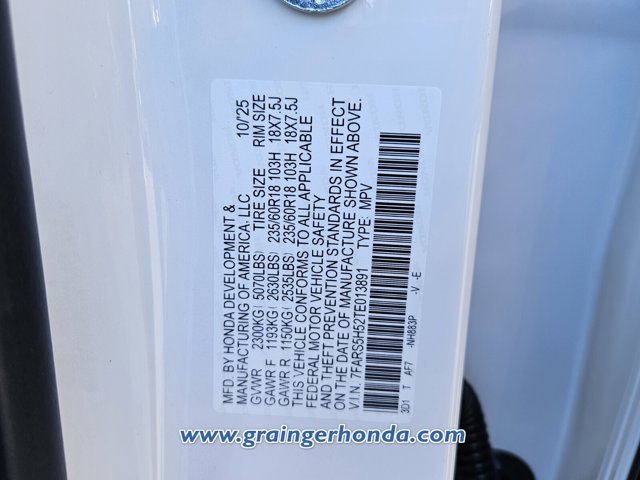 MFD. BY HONDA DEVELOPMENT &
MANUFACTURING OF AMERICA, LLC 10/'25
GVWR 2300KG( 5070LBS) TIRE SIZE RIM SIZE
GAWR F 1193KG( 2630LBS) 235/60R18 103H 18X7.5J
GAWR R 1150KG( 2535LBS) 235/60R18 103H 18X7.5J
THIS VEHICLE CONFORMS TO ALL APPLICABLE
FEDERAL MOTOR VEHICLE SAFETY
AND THEFT PREVENTION STANDARDS IN EFFECT
ON THE DATE OF MANUFACTURE SHOWN ABOVE.
V.I.N. 7FARS5H52TE013891 TYPE: MPV
3D1 T AF7 -NH883P -V -E
www.graingerhonda.com